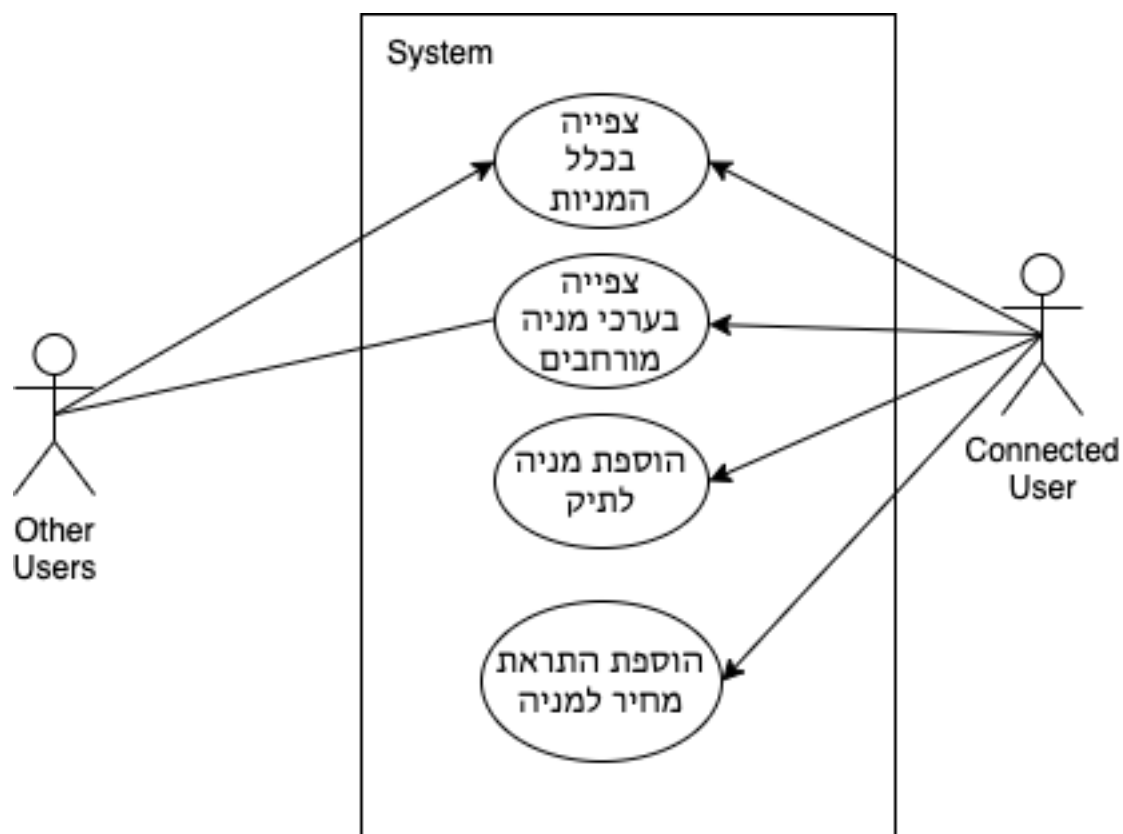 System
צפייה
בכלל
המניות
צפייה
בערכי מניה
מורחבים
הוספת מניה
לתיק
הוספת התראת
מחיר למניה
Other
Users
Connected
User